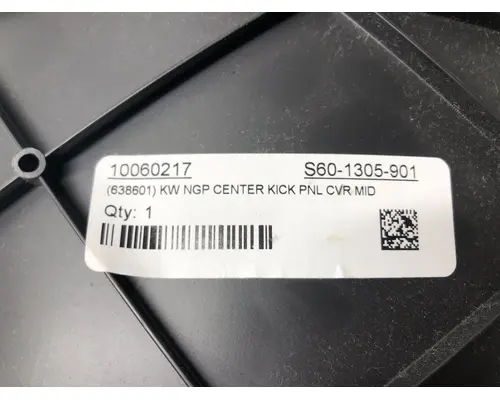 10060217 S60-1305-901
(638601) KW NGP CENTER KICK PNL CVR MID
Qty: 1